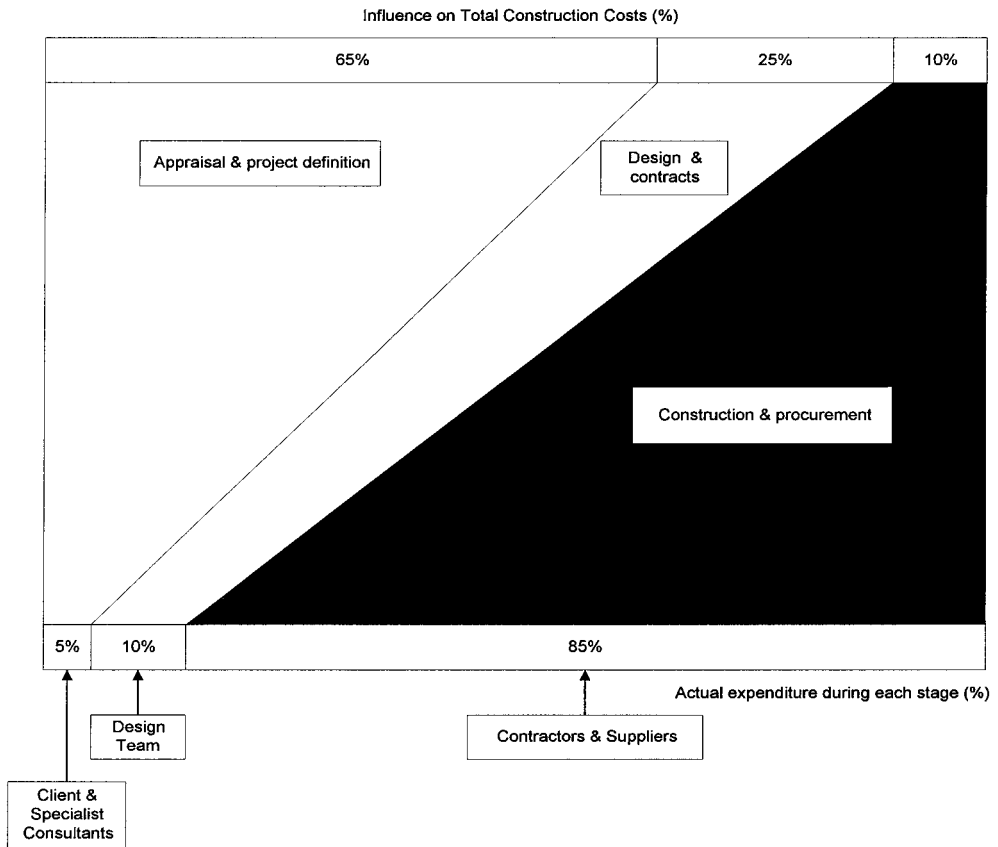 Influence on Total Construction Costs (%)
65%
25%
10%
Appraisal & project definition
Design &
contracts
Construction & procurement
5%
10%
85%
Actual expenditure during each stage (%)
Design
Team
Contractors & Suppliers
Client &
Specialist
Consultants